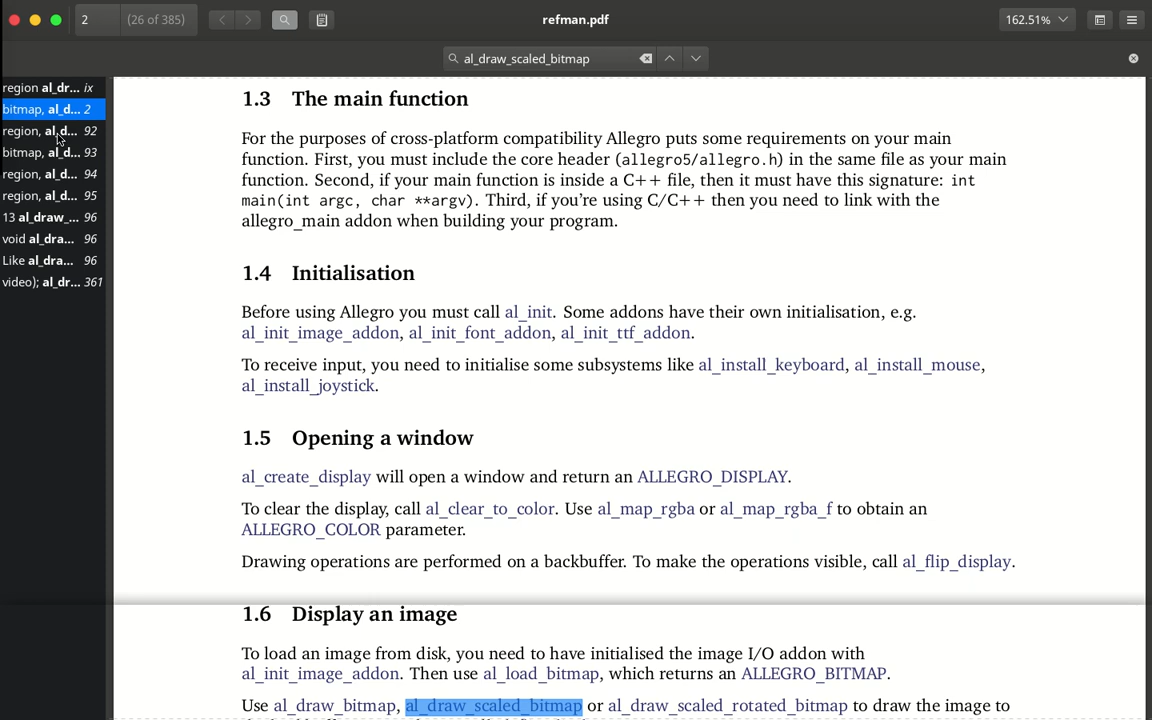 2 (26 of 385)
refman.pdf
162.51%
al_draw_scaled_bitmap
region al_dr... ix
bitmap, al_d... 2
region, al_d... 92
bitmap, al_d... 93
region, al_d... 94
region, al_d... 95
13 al_draw_... 96
void al_dra... 96
Like al_dra... 96
video); al_dr... 361
1.3 The main function
For the purposes of cross-platform compatibility Allegro puts some requirements on your main
function. First, you must include the core header (allegro5/allegro.h) in the same file as your main
function. Second, if your main function is inside a C++ file, then it must have this signature: int
main(int argc, char **argv). Third, if you're using C/C++ then you need to link with the
allegro_main addon when building your program.
1.4 Initialisation
Before using Allegro you must call al_init. Some addons have their own initialisation, e.g.
al_init_image_addon, al_init_font_addon, al_init_ttf_addon.
To receive input, you need to initialise some subsystems like al_install_keyboard, al_install_mouse,
al_install_joystick.
1.5 Opening a window
al_create_display will open a window and return an ALLEGRO_DISPLAY.
To clear the display, call al_clear_to_color. Use al_map_rgba or al_map_rgba_f to obtain an
ALLEGRO_COLOR parameter.
Drawing operations are performed on a backbuffer. To make the operations visible, call al_flip_display.
1.6 Display an image
To load an image from disk, you need to have initialised the image I/O addon with
al_init_image_addon. Then use al_load_bitmap, which returns an ALLEGRO_BITMAP.
Use al_draw_bitmap, al_draw_scaled_bitmap or al_draw_scaled_rotated_bitmap to draw the image to